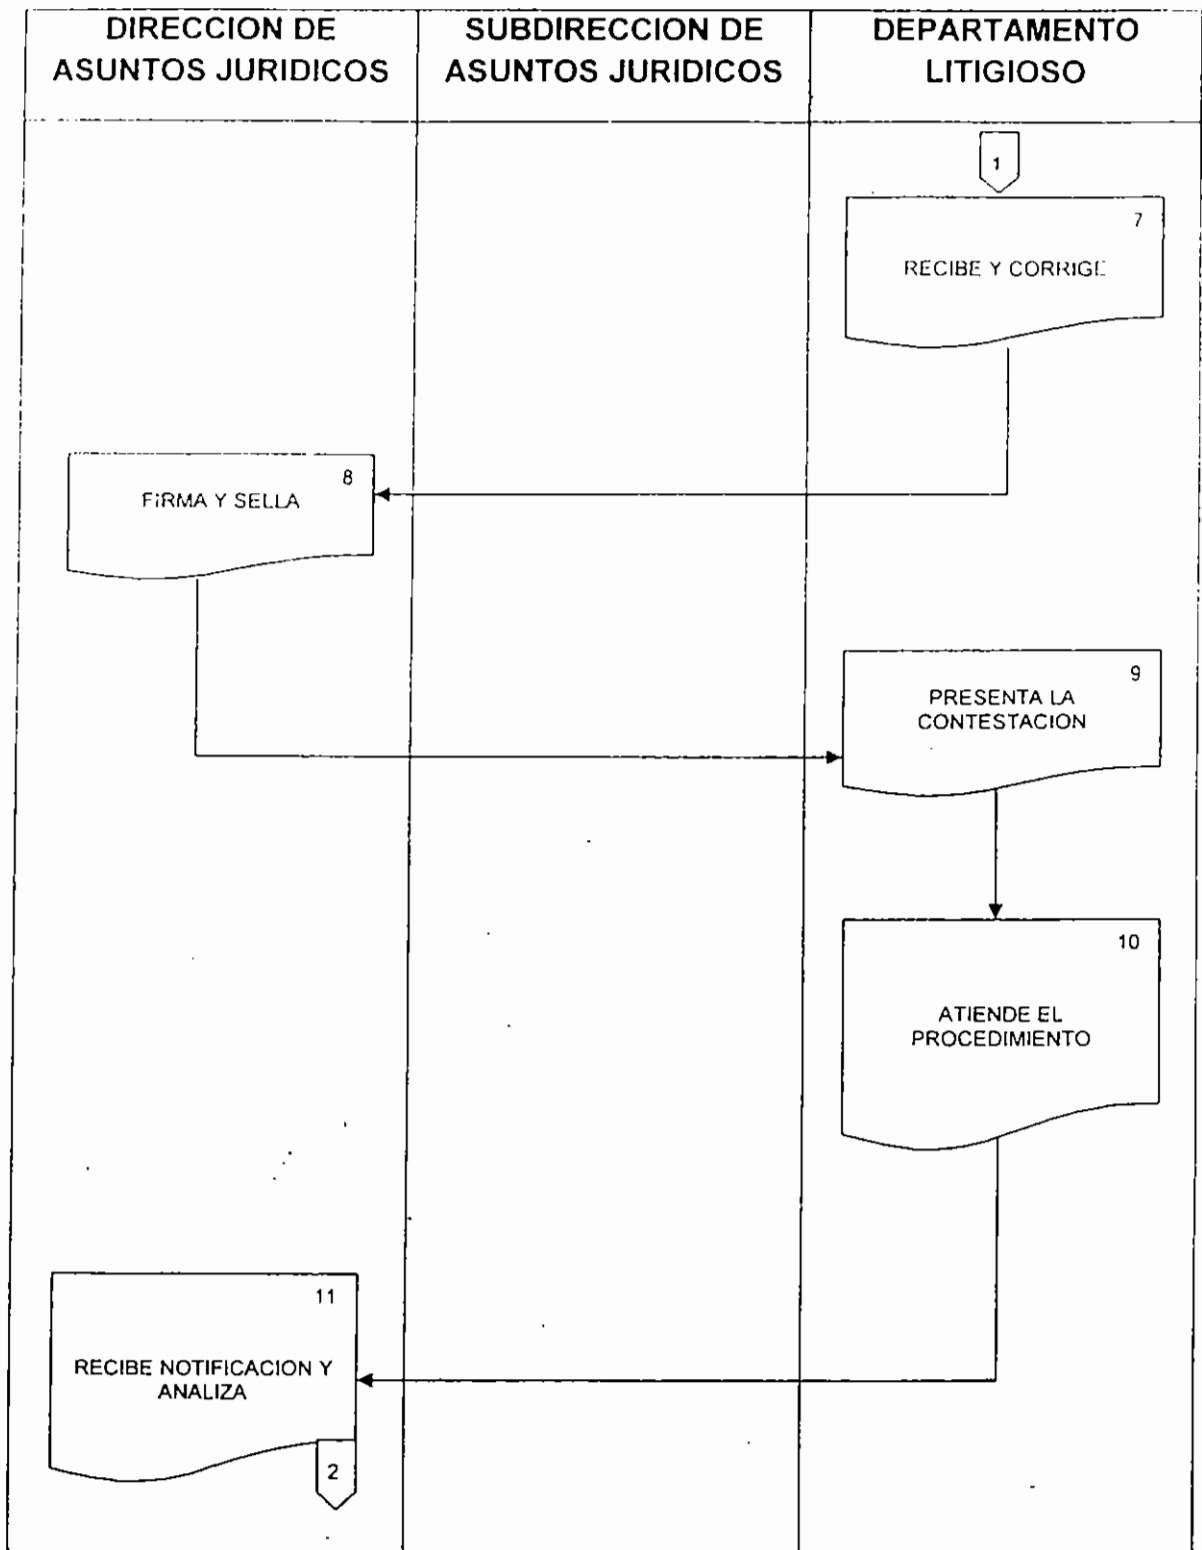 DIRECCION DE
ASUNTOS JURIDICOS
SUBDIRECCION DE
ASUNTOS JURIDICOS
DEPARTAMENTO
LITIGIOSO
1
7
RECIBE Y CORRIGE
8
FIRMA Y SELLA
9
PRESENTA LA
CONTESTACION
10
ATIENDE EL
PROCEDIMIENTO
11
RECIBE NOTIFICACION Y
ANALIZA
2